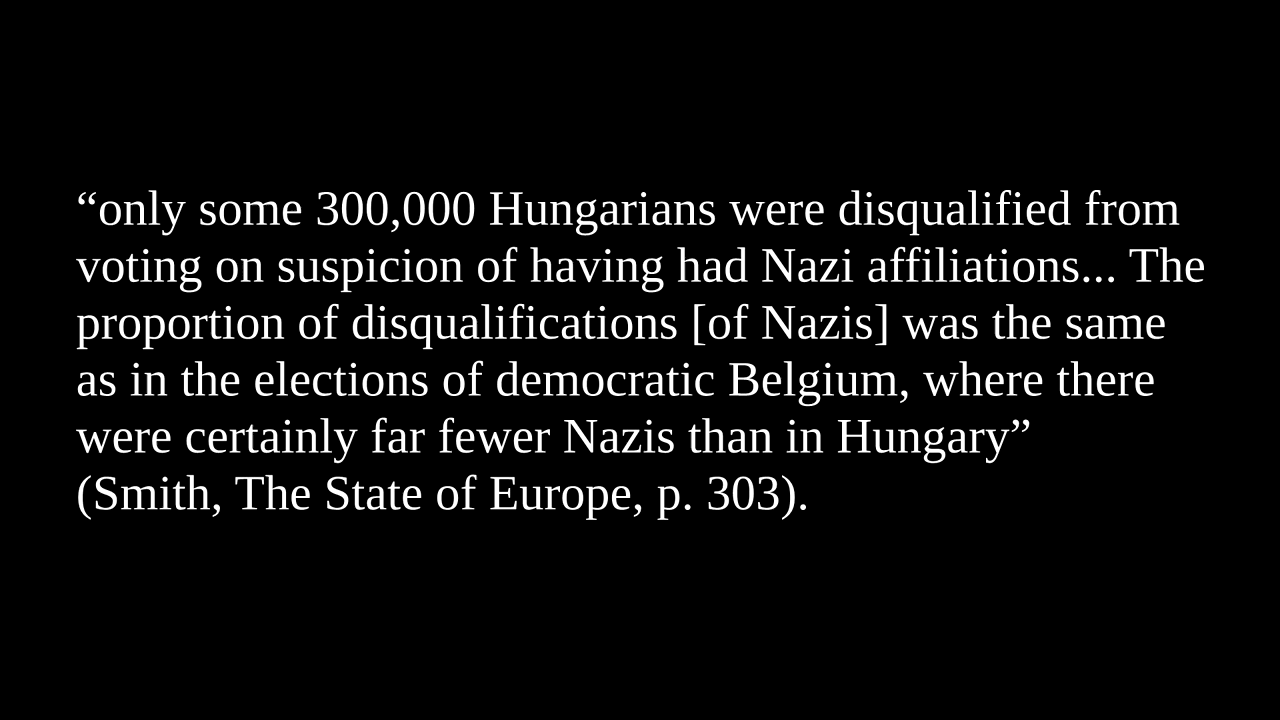 “only some 300,000 Hungarians were disqualified from
voting on suspicion of having had Nazi affiliations... The
proportion of disqualifications [of Nazis] was the same
as in the elections of democratic Belgium, where there
were certainly far fewer Nazis than in Hungary”
(Smith, The State of Europe, p. 303).